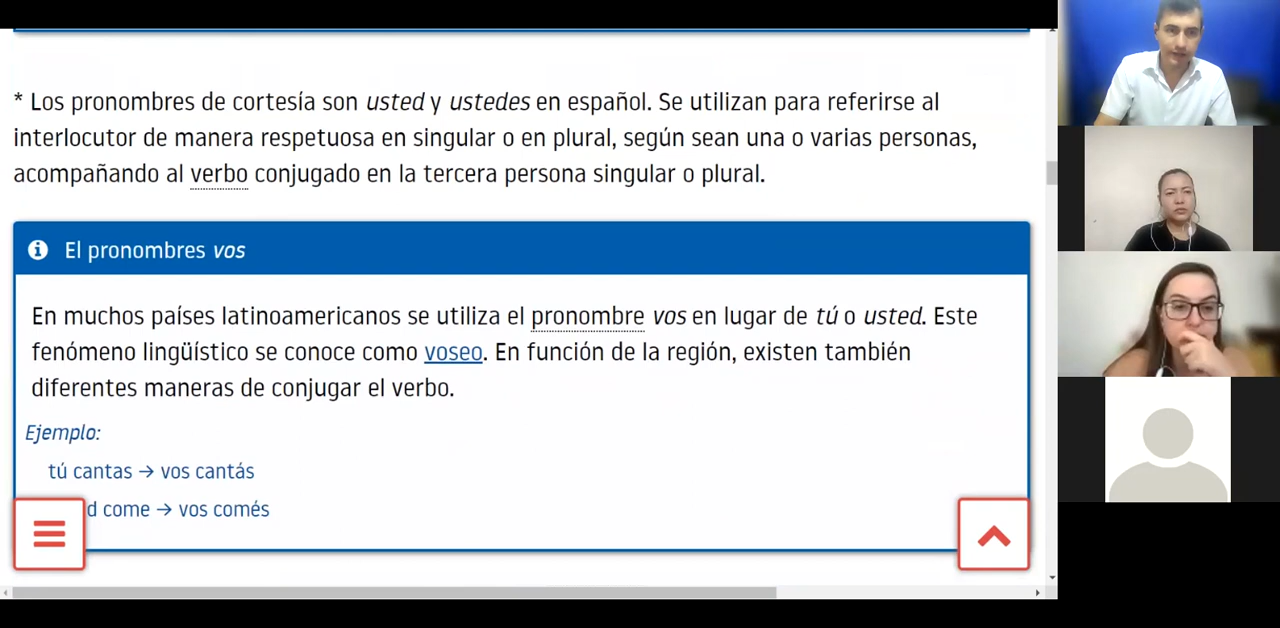 * Los pronombres de cortesía son usted y ustedes en español. Se utilizan para referirse al
interlocutor de manera respetuosa en singular o en plural, según sean una o varias personas,
acompañando al verbo conjugado en la tercera persona singular o plural.
El pronombres vos
En muchos países latinoamericanos se utiliza el pronombre vos en lugar de tú o usted. Este
fenómeno lingüístico se conoce como voseo. En función de la región, existen también
diferentes maneras de conjugar el verbo.
Ejemplo:
tú cantas → vos cantás
d come → vos comés